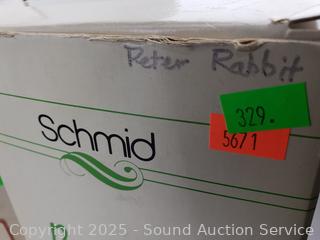 Peter Rabbit
329.
5671
Schmid
Copyright 2025 - Sound Auction Service